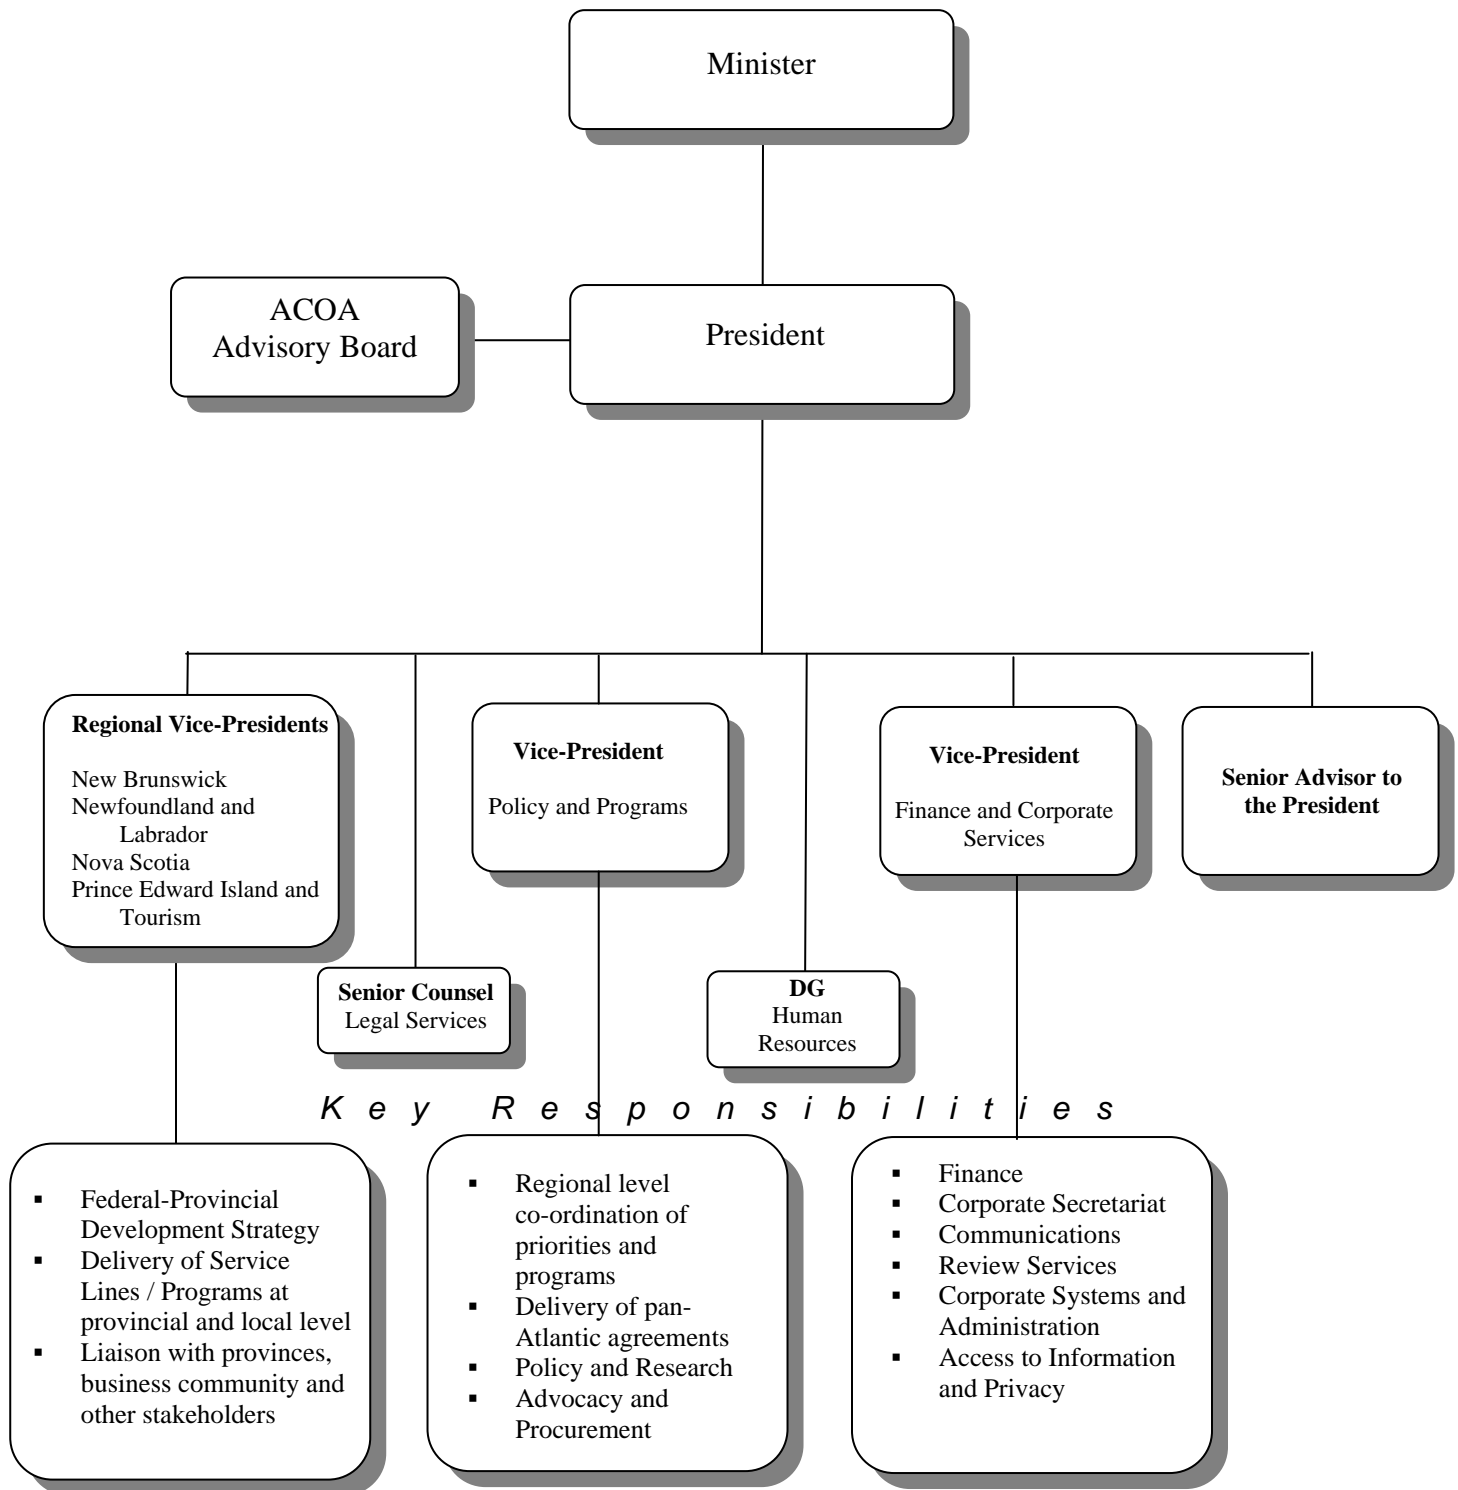 Minister
ACOA
Advisory Board
President
Regional Vice-Presidents
New Brunswick
Newfoundland and
Labrador
Nova Scotia
Prince Edward Island and
Tourism
Vice-President
Policy and Programs
Vice-President
Finance and Corporate
Services
Senior Advisor to
the President
Senior Counsel
Legal Services
DG
Human
Resources
Key Responsibilities
▪ Federal-Provincial
Development Strategy
▪ Delivery of Service
Lines / Programs at
provincial and local level
▪ Liaison with provinces,
business community and
other stakeholders
▪ Regional level
co-ordination of
priorities and
programs
▪ Delivery of pan-
Atlantic agreements
▪ Policy and Research
▪ Advocacy and
Procurement
▪ Finance
▪ Corporate Secretariat
▪ Communications
▪ Review Services
▪ Corporate Systems and
Administration
▪ Access to Information
and Privacy